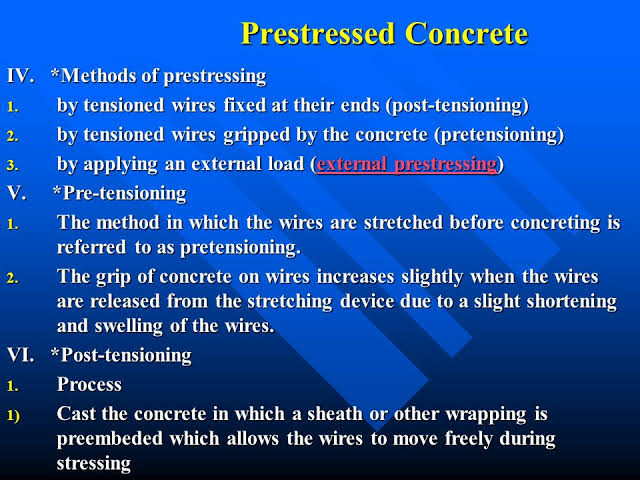 Prestressed Concrete
IV. *Methods of prestressing
1. by tensioned wires fixed at their ends (post-tensioning)
2. by tensioned wires gripped by the concrete (pretensioning)
3. by applying an external load (external prestressing)
V. *Pre-tensioning
1. The method in which the wires are stretched before concreting is
referred to as pretensioning.
2. The grip of concrete on wires increases slightly when the wires
are released from the stretching device due to a slight shortening
and swelling of the wires.
VI. *Post-tensioning
1. Process
1) Cast the concrete in which a sheath or other wrapping is
preembeded which allows the wires to move freely during
stressing